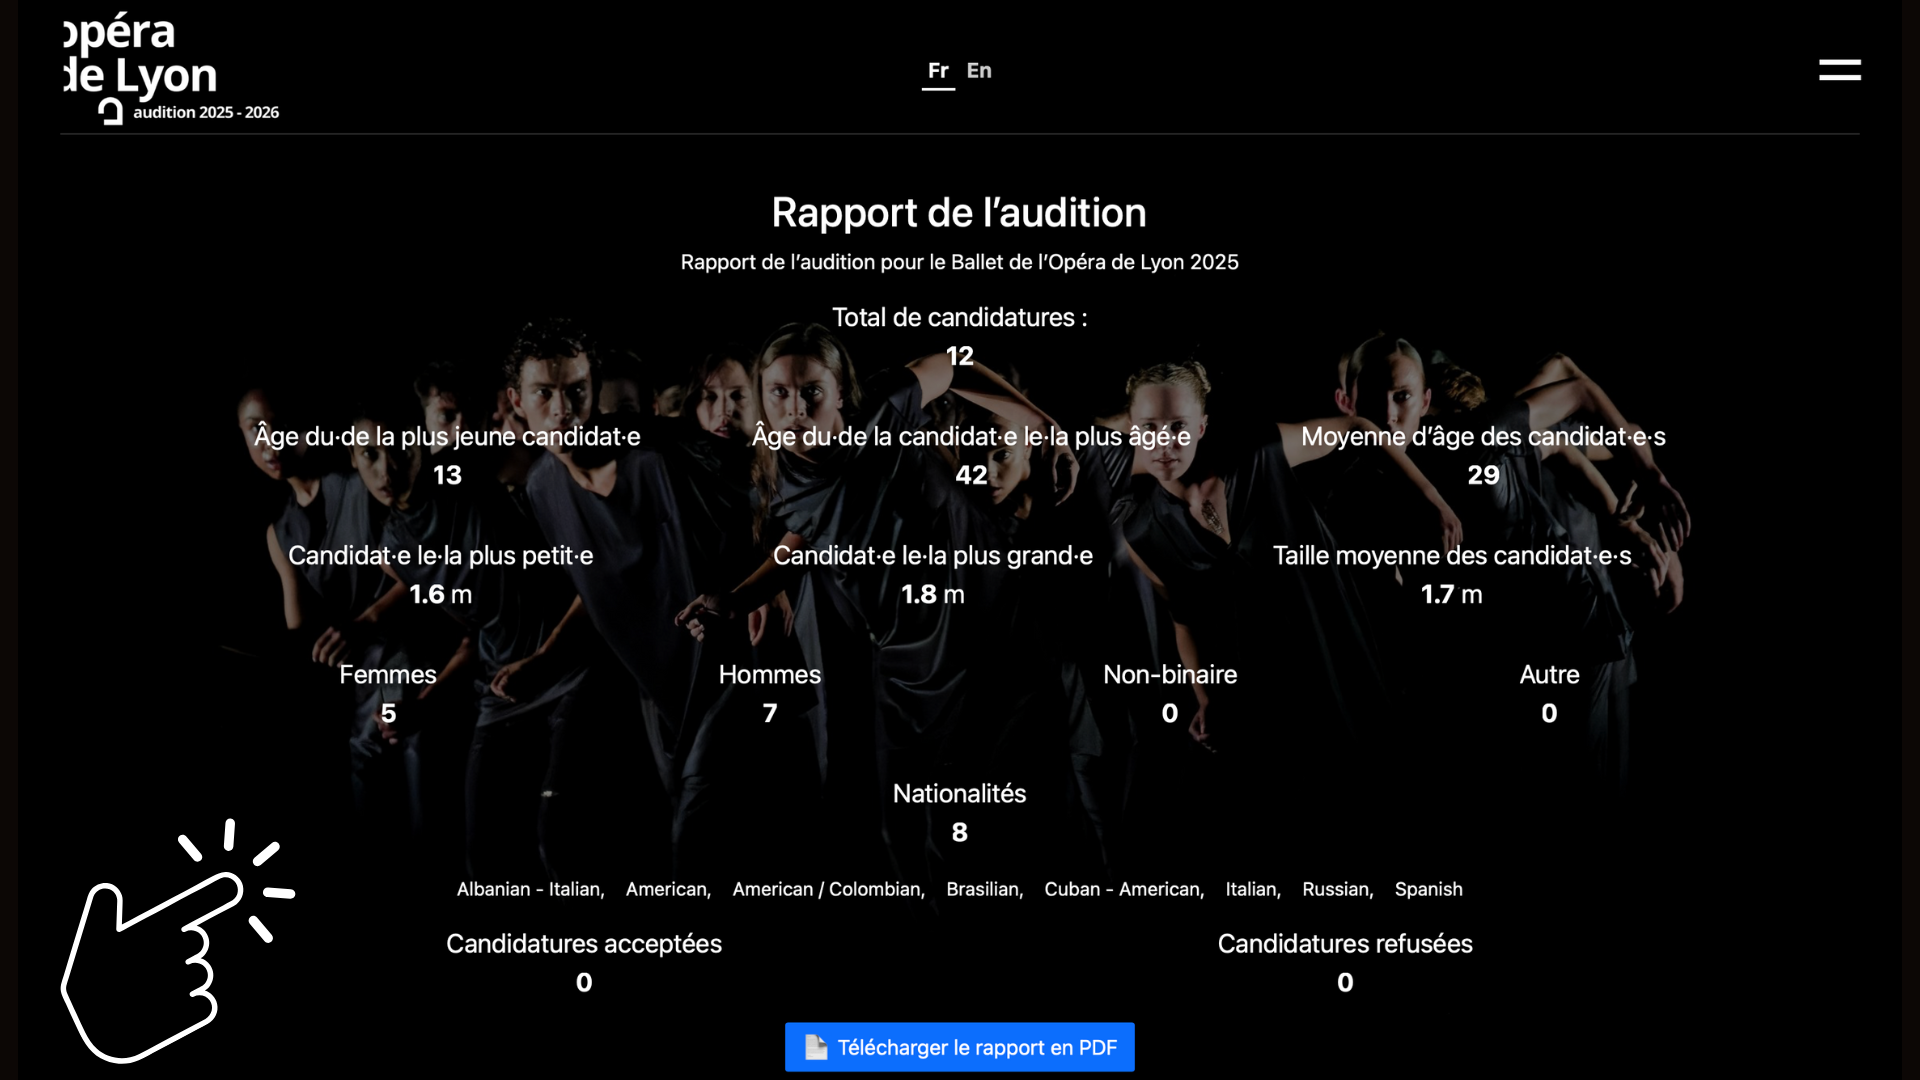 opéra
de Lyon
audition 2025 - 2026
Fr En
Rapport de l’audition
Rapport de l’audition pour le Ballet de l’Opéra de Lyon 2025
Total de candidatures :
12
Âge du·de la plus jeune candidat·e
13
Âge du·de la candidat·e le·la plus âgé·e
42
Moyenne d’âge des candidat·e·s
29
Candidat·e le·la plus petit·e
1.6 m
Candidat·e le·la plus grand·e
1.8 m
Taille moyenne des candidat·e·s
1.7 m
Femmes
5
Hommes
7
Non-binaire
0
Autre
0
Nationalités
8
Albanian - Italian, American, American / Colombian, Brasilian, Cuban - American, Italian, Russian, Spanish
Candidatures acceptées
0
Candidatures refusées
0
Télécharger le rapport en PDF